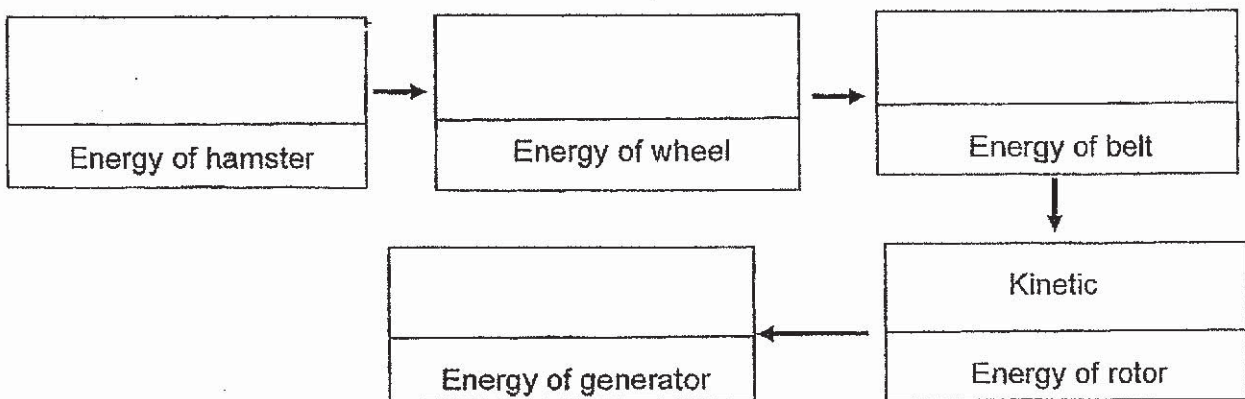 Energy of hamster
Energy of wheel
Energy of belt
Kinetic
Energy of rotor
Energy of generator